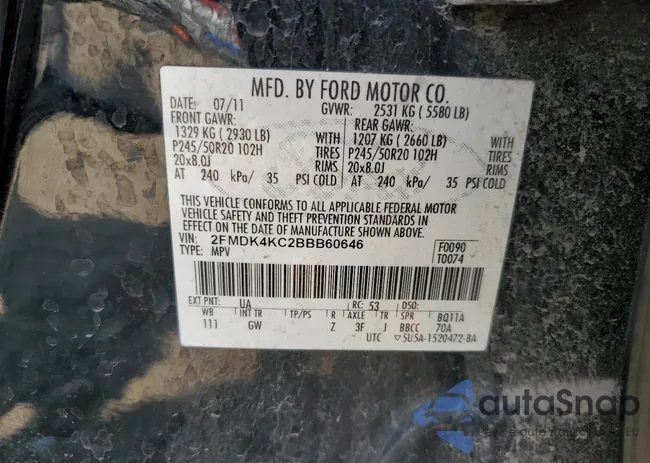 MFD. BY FORD MOTOR CO.
DATE: 07/11 GVWR: 2531 KG ( 5580 LB)
FRONT GAWR: REAR GAWR:
1329 KG ( 2930 LB) WITH 1207 KG ( 2660 LB) WITH
P245/50R20 102H TIRES P245/50R20 102H TIRES
20x8.0J RIMS 20x8.0J RIMS
AT 240 kPa/ 35 PSI COLD AT 240 kPa/ 35 PSI COLD
THIS VEHICLE CONFORMS TO ALL APPLICABLE FEDERAL MOTOR
VEHICLE SAFETY AND THEFT PREVENTION STANDARDS IN
EFFECT ON THE DATE OF MANUFACTURE SHOWN ABOVE.
VIN: 2FMDK4KC2BBB60646 F0090
TYPE: MPV T0074
EXT PNT: UA RC: 53 DSO:
WB INT TR TP/PS R AXLE TR SPR BQ11A
111 GW Z 3F J BBCC 70A
UTC 5U5A-1520472-BA
autoSnap